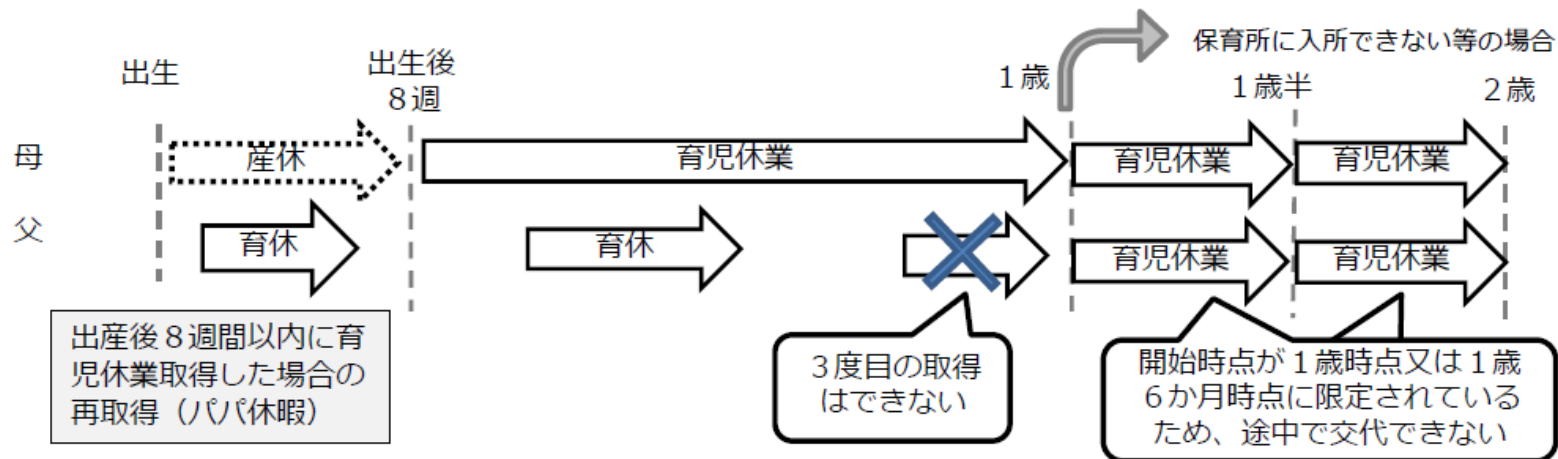 保育所に入所できない等の場合
出生
出生後
８週
１歳
１歳半
２歳
母
産休
育児休業
育児休業
育児休業
父
育休
育休
育児休業
育児休業
出産後８週間以内に育
児休業取得した場合の
再取得（パパ休暇）
３度目の取得
はできない
開始時点が１歳時点又は１歳
６か月時点に限定されている
ため、途中で交代できない